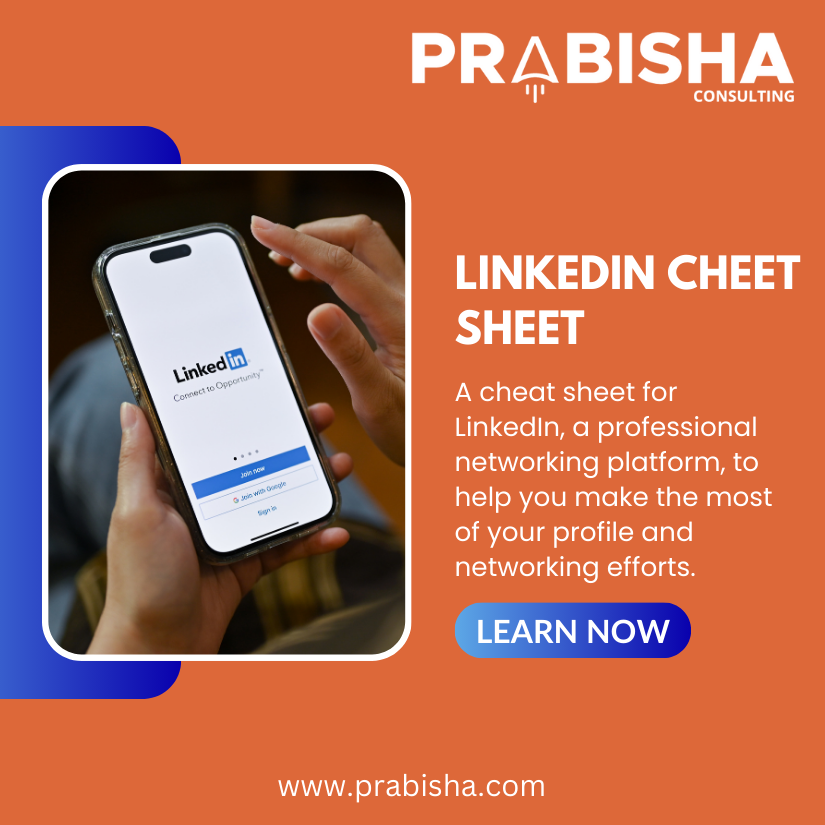 PRABISHA
CONSULTING
LinkedIn
Connect to Opportunity™
Join now
Join with Google
Sign in
LINKEDIN CHEET
SHEET
A cheat sheet for
LinkedIn, a professional
networking platform, to
help you make the most
of your profile and
networking efforts.
LEARN NOW
www.prabisha.com